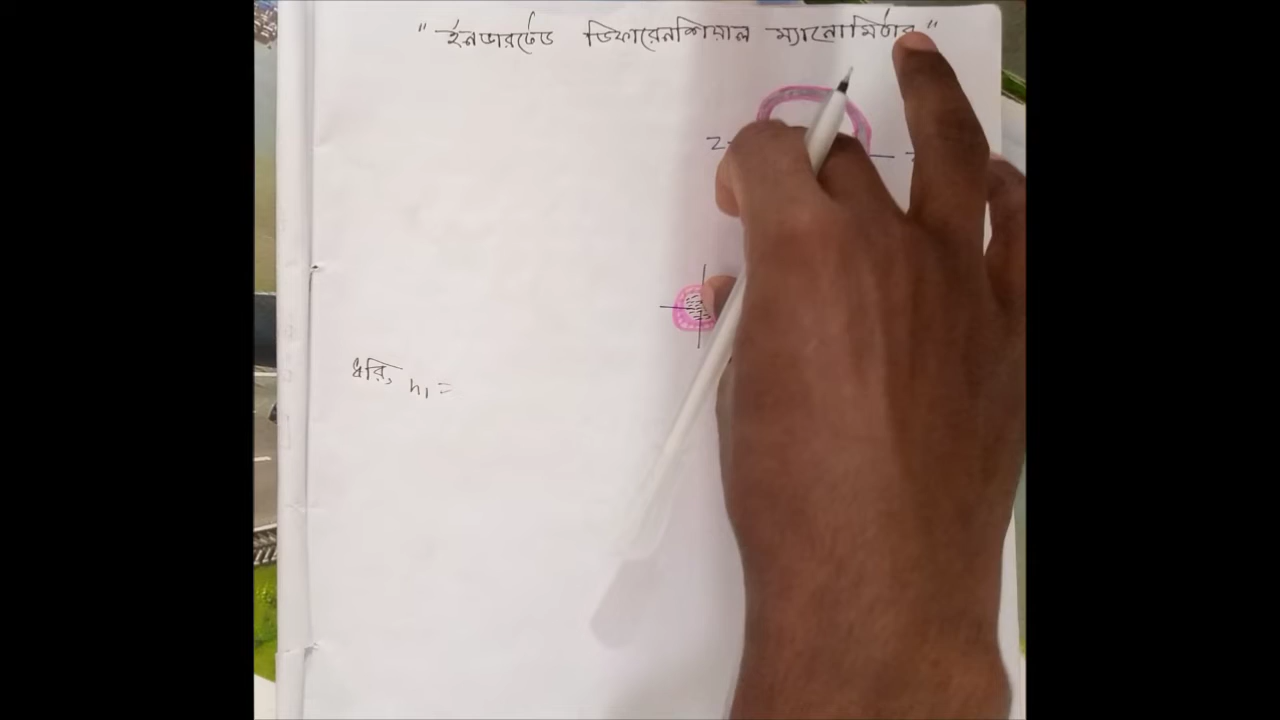 " ইনভারটেড ডিফারেনশিয়াল ম্যানোমিটার "
Z
ধরি, h₁ =